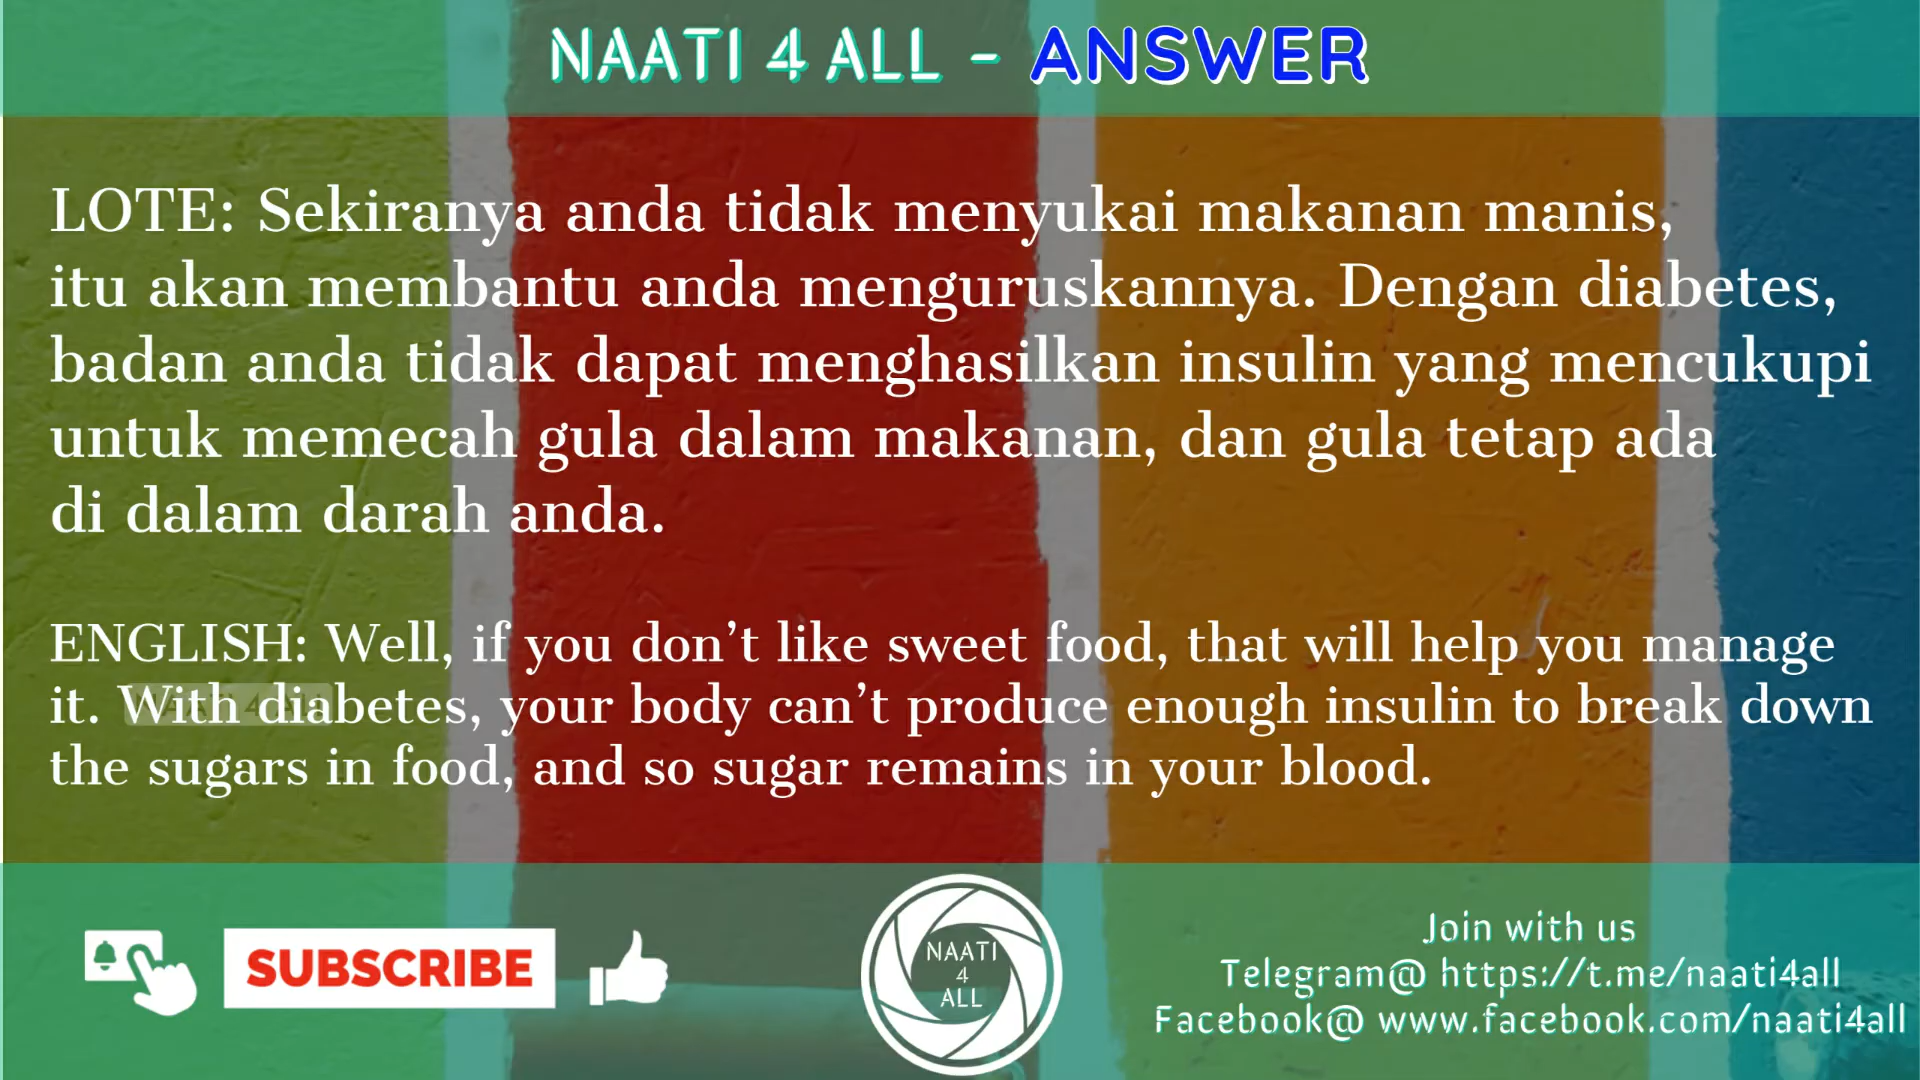 NAATI 4 ALL - ANSWER
LOTE: Sekiranya anda tidak menyukai makanan manis,
itu akan membantu anda menguruskannya. Dengan diabetes,
badan anda tidak dapat menghasilkan insulin yang mencukupi
untuk memecah gula dalam makanan, dan gula tetap ada
di dalam darah anda.
ENGLISH: Well, if you don’t like sweet food, that will help you manage
it. With diabetes, your body can’t produce enough insulin to break down
the sugars in food, and so sugar remains in your blood.
SUBSCRIBE
NAATI
4
ALL
Join with us
Telegram@ https://t.me/naati4all
Facebook@ www.facebook.com/naati4all